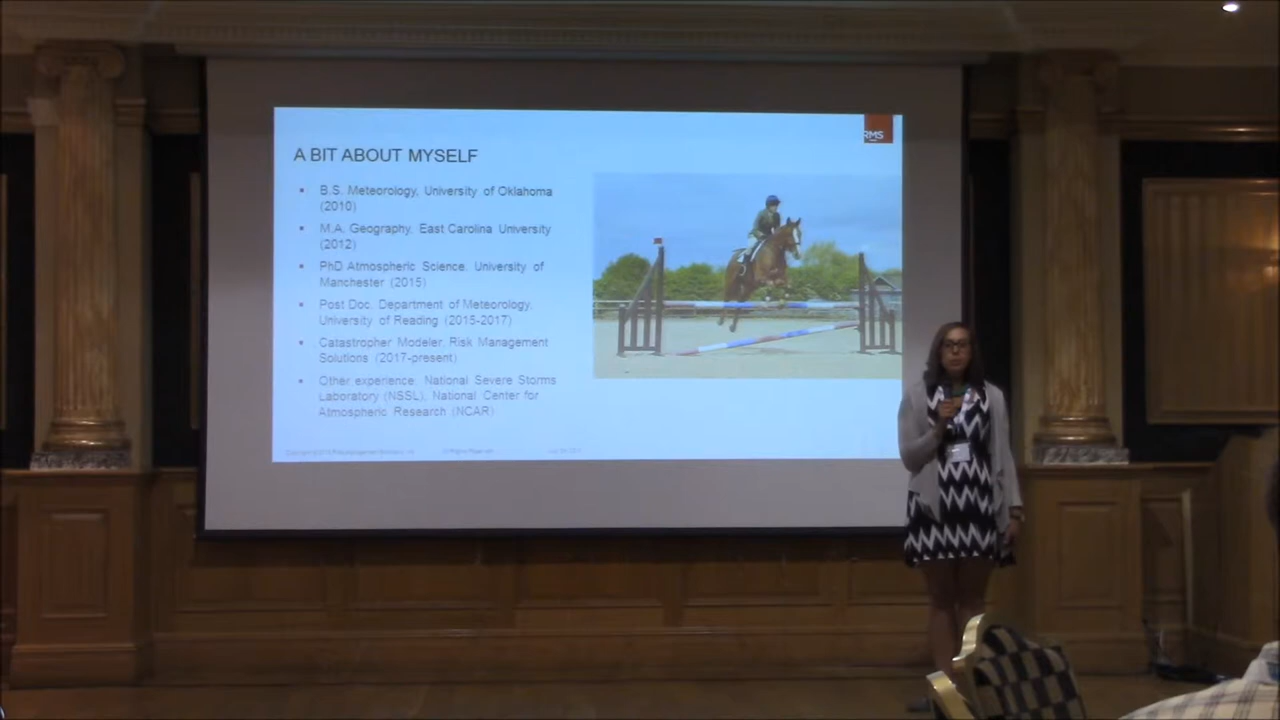 RMS
A BIT ABOUT MYSELF
▪ B.S. Meteorology, University of Oklahoma
(2010)
▪ M.A. Geography, East Carolina University
(2012)
▪ PhD Atmospheric Science, University of
Manchester (2015)
▪ Post Doc, Department of Meteorology,
University of Reading (2015-2017)
▪ Catastropher Modeler, Risk Management
Solutions (2017-present)
▪ Other experience: National Severe Storms
Laboratory (NSSL), National Center for
Atmospheric Research (NCAR)